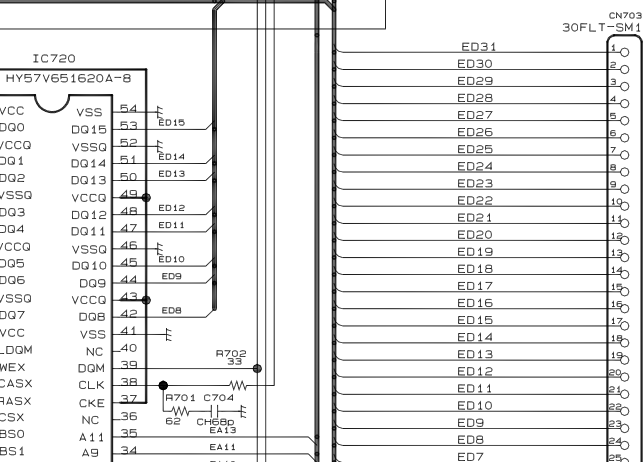 CN703
30FLT-SM1
IC720
HY57V651620A-8
VCC VSS 54
DQ0 DQ15 53 ED15
VCCQ VSSQ 52
DQ1 DQ14 51 ED14
DQ2 DQ13 50 ED13
VSSQ VCCQ 49
DQ3 DQ12 48 ED12
DQ4 DQ11 47 ED11
VCCQ VSSQ 46
DQ5 DQ10 45 ED10
DQ6 DQ9 44 ED9
VSSQ VCCQ 43
DQ7 DQ8 42 ED8
VCC VSS 41
LDQM NC 40
WEX DQM 39
CASX CLK 38
RASX CKE 37
CSX NC 36
BS0 A11 35 EA13
BS1 A9 34 EA11
R702
33
R701 C704
62 CH68p
ED31 1
ED30 2
ED29 3
ED28 4
ED27 5
ED26 6
ED25 7
ED24 8
ED23 9
ED22 10
ED21 11
ED20 12
ED19 13
ED18 14
ED17 15
ED16 16
ED15 17
ED14 18
ED13 19
ED12 20
ED11 21
ED10 22
ED9 23
ED8 24
ED7 25